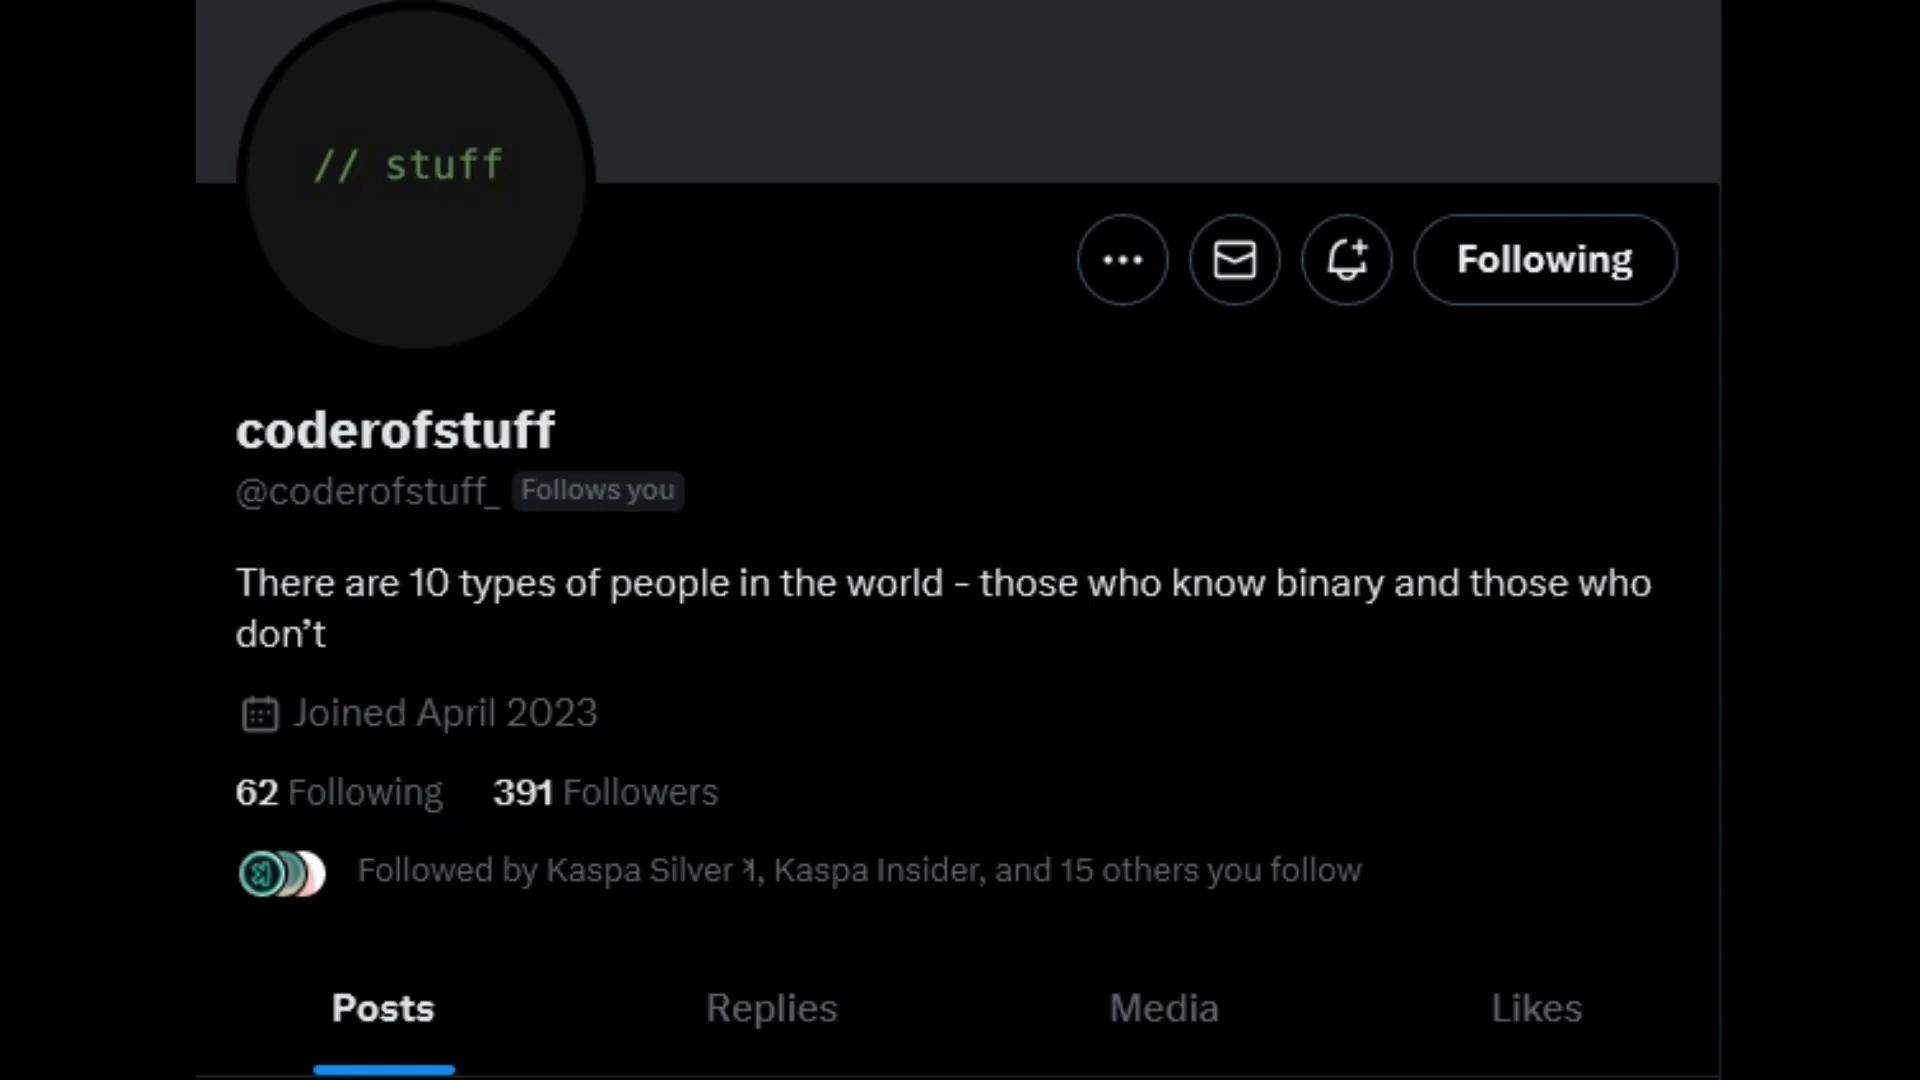 // stuff
Following
coderofstuff
@coderofstuff_ Follows you
There are 10 types of people in the world - those who know binary and those who
don’t
Joined April 2023
62 Following 391 Followers
Followed by Kaspa Silver, Kaspa Insider, and 15 others you follow
Posts Replies Media Likes